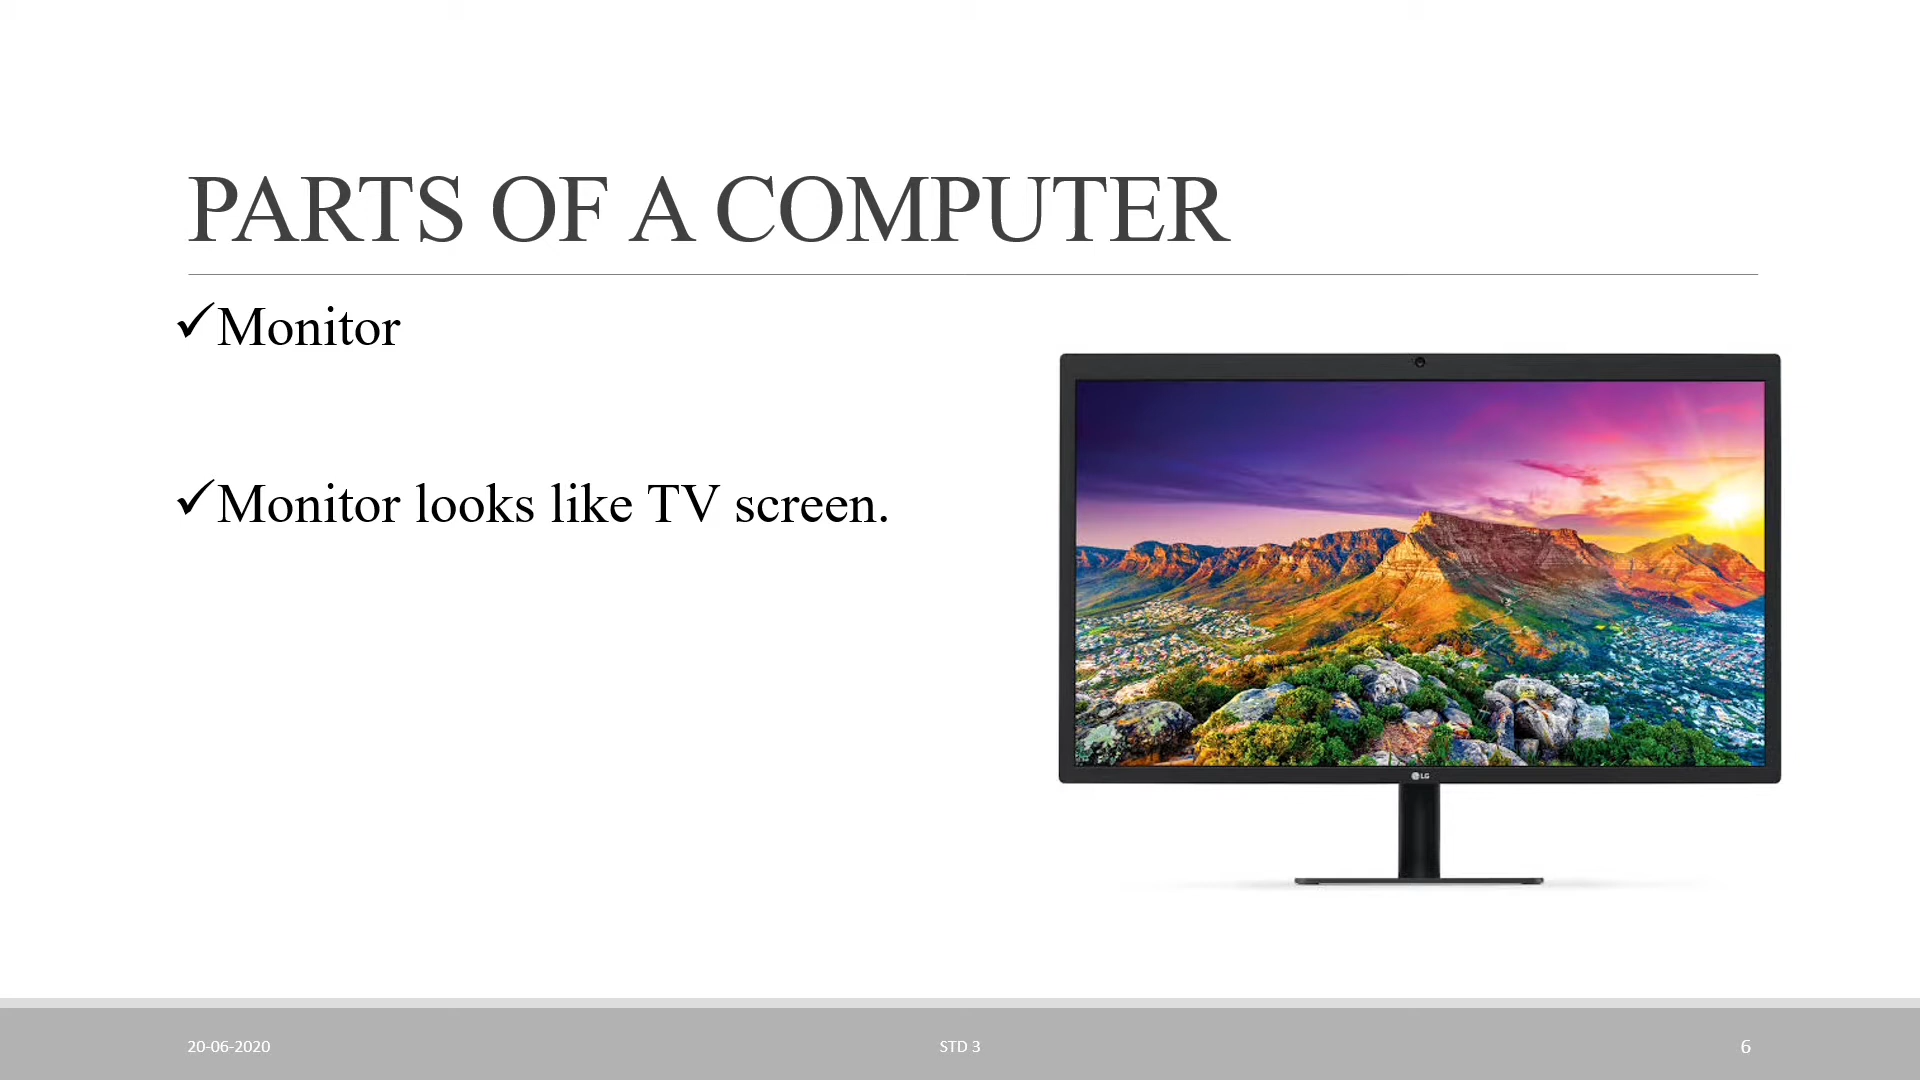 PARTS OF A COMPUTER
✓Monitor
✓Monitor looks like TV screen.
LG
20-06-2020
STD 3
6